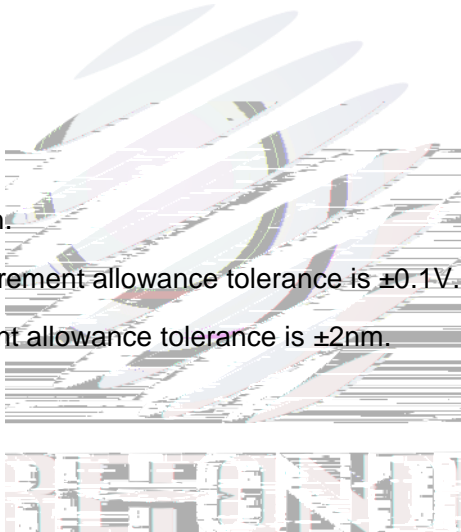 n.
rement allowance tolerance is ±0.1V.
nt allowance tolerance is ±2nm.